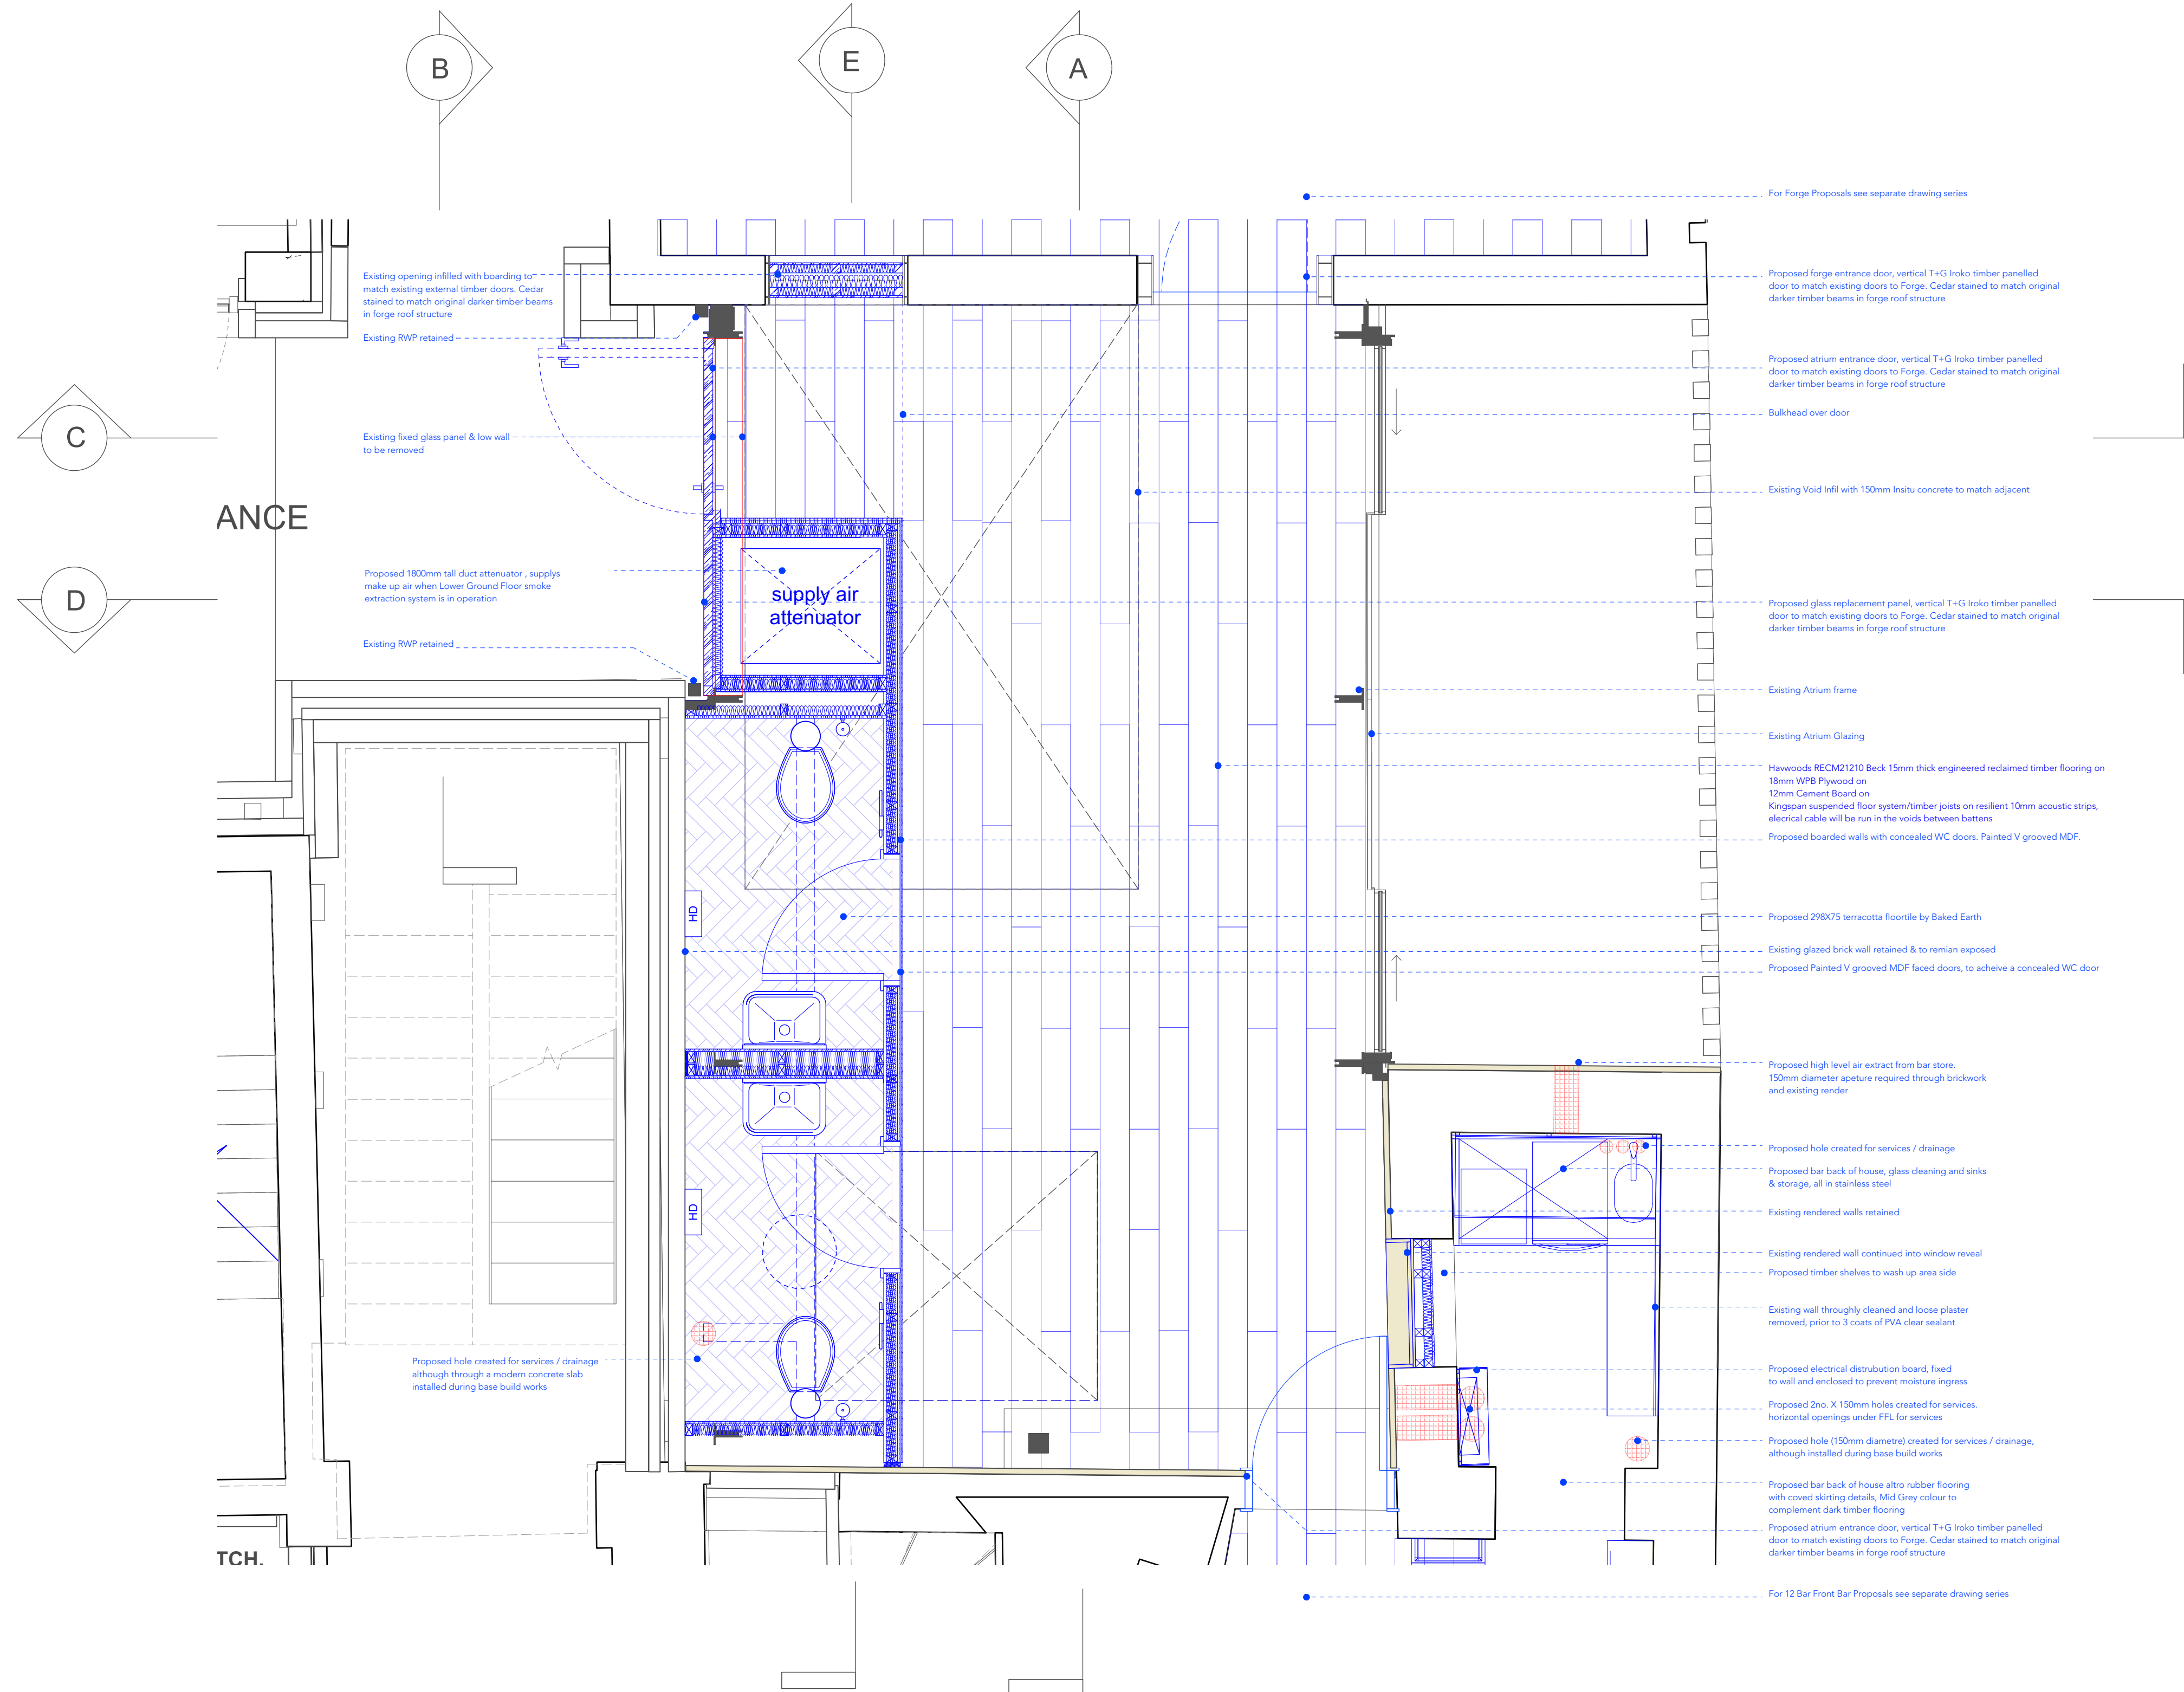 B
E
A
For Forge Proposals see separate drawing series
Existing opening infilled with boarding to
match existing external timber doors. Cedar
stained to match original darker timber beams
in forge roof structure
Existing RWP retained
Existing fixed glass panel & low wall
to be removed
C
ANCE
D
Proposed 1800mm tall duct attenuator , supplys
make up air when Lower Ground Floor smoke
extraction system is in operation
Existing RWP retained
supply air
attenuator
HD
HD
Proposed hole created for services / drainage
although through a modern concrete slab
installed during base build works
TCH.
Proposed forge entrance door, vertical T+G Iroko timber panelled
door to match existing doors to Forge. Cedar stained to match original
darker timber beams in forge roof structure
Proposed atrium entrance door, vertical T+G Iroko timber panelled
door to match existing doors to Forge. Cedar stained to match original
darker timber beams in forge roof structure
Bulkhead over door
Existing Void Infil with 150mm Insitu concrete to match adjacent
Proposed glass replacement panel, vertical T+G Iroko timber panelled
door to match existing doors to Forge. Cedar stained to match original
darker timber beams in forge roof structure
Existing Atrium frame
Existing Atrium Glazing
Havwoods RECM21210 Beck 15mm thick engineered reclaimed timber flooring on
18mm WPB Plywood on
12mm Cement Board on
Kingspan suspended floor system/timber joists on resilient 10mm acoustic strips,
elecrical cable will be run in the voids between battens
Proposed boarded walls with concealed WC doors. Painted V grooved MDF.
Proposed 298X75 terracotta floortile by Baked Earth
Existing glazed brick wall retained & to remian exposed
Proposed Painted V grooved MDF faced doors, to acheive a concealed WC door
Proposed high level air extract from bar store.
150mm diameter apeture required through brickwork
and existing render
Proposed hole created for services / drainage
Proposed bar back of house, glass cleaning and sinks
& storage, all in stainless steel
Existing rendered walls retained
Existing rendered wall continued into window reveal
Proposed timber shelves to wash up area side
Existing wall throughly cleaned and loose plaster
removed, prior to 3 coats of PVA clear sealant
Proposed electrical distrubution board, fixed
to wall and enclosed to prevent moisture ingress
Proposed 2no. X 150mm holes created for services.
horizontal openings under FFL for services
Proposed hole (150mm diametre) created for services / drainage,
although installed during base build works
Proposed bar back of house altro rubber flooring
with coved skirting details, Mid Grey colour to
complement dark timber flooring
Proposed atrium entrance door, vertical T+G Iroko timber panelled
door to match existing doors to Forge. Cedar stained to match original
darker timber beams in forge roof structure
For 12 Bar Front Bar Proposals see separate drawing series